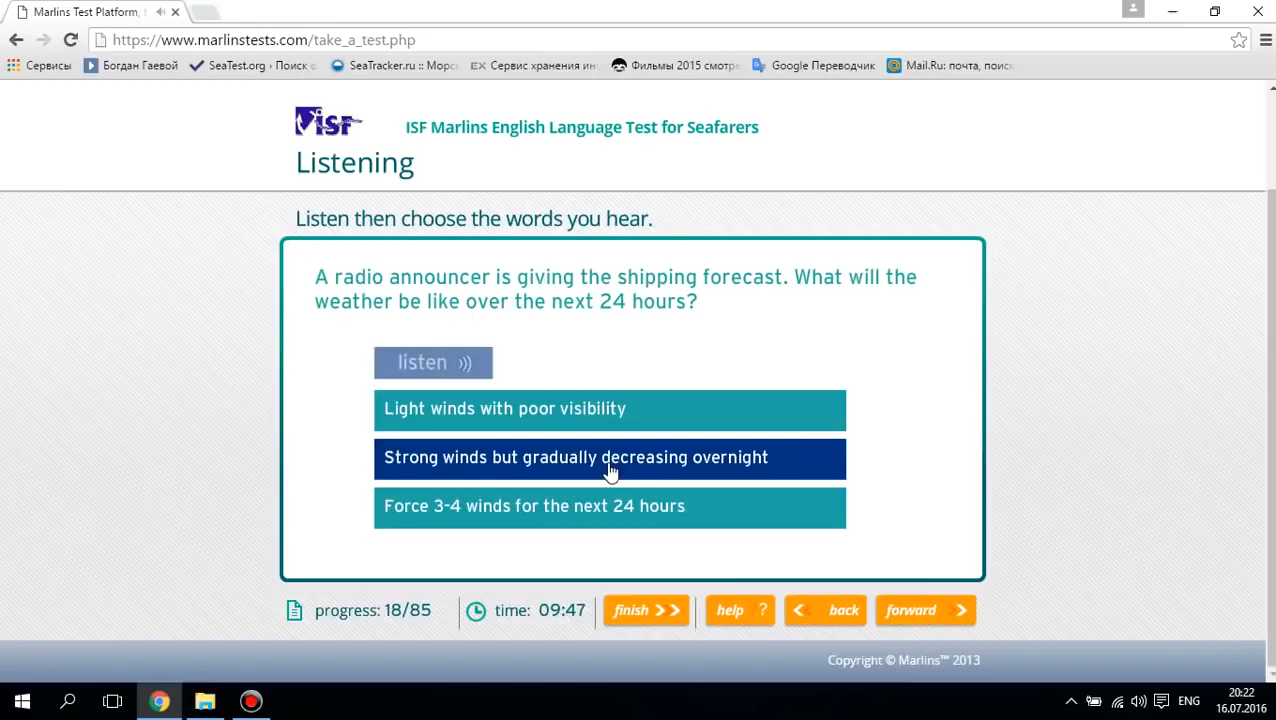 Marlins Test Platform,
https://www.marlinstests.com/take_a_test.php
Сервисы
Богдан Гаевой
SeaTest.org › Поиск
SeaTracker.ru :: Морс
EX Сервис хранения
Фильмы 2015 смотре
Google Переводчик
Mail.Ru: почта, поиск
ISF
ISF Marlins English Language Test for Seafarers
Listening
Listen then choose the words you hear.
A radio announcer is giving the shipping forecast. What will the
weather be like over the next 24 hours?
listen
Light winds with poor visibility
Strong winds but gradually decreasing overnight
Force 3-4 winds for the next 24 hours
progress: 18/85
time: 09:47
finish >>
help ?
< back
forward >
Copyright © Marlins™ 2013
ENG
20:22
16.07.2016